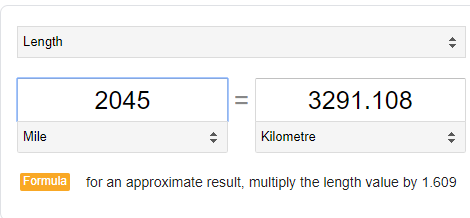 Length
2045 = 3291.108
Mile Kilometre
Formula for an approximate result, multiply the length value by 1.609